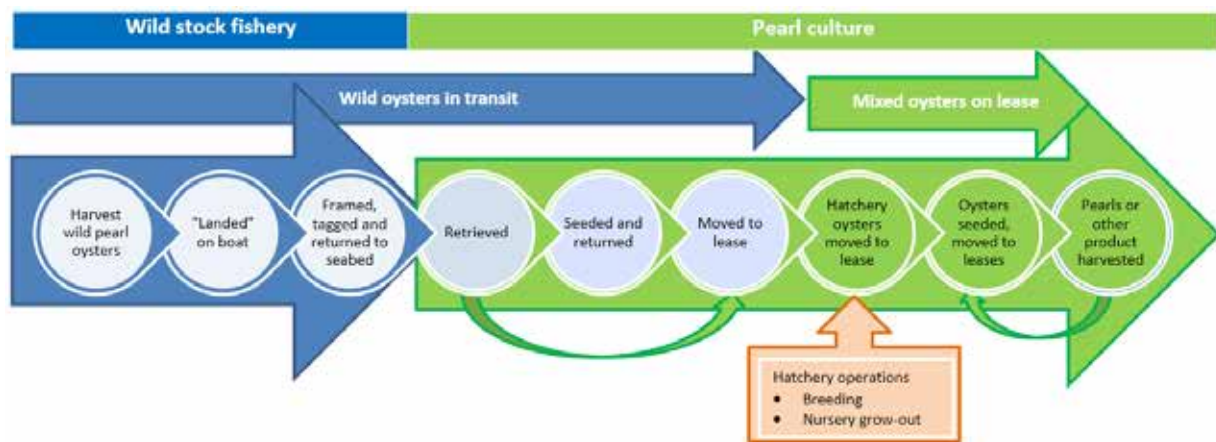 Wild stock fishery
Pearl culture
Wild oysters in transit
Mixed oysters on lease
Harvest
wild pearl
oysters
"Landed"
on boat
Framed,
tagged and
returned to
seabed
Retrieved
Seeded and
returned
Moved to
lease
Hatchery
oysters
moved to
lease
Oysters
seeded,
moved to
leases
Pearls or
other
product
harvested
Hatchery operations
• Breeding
• Nursery grow-out